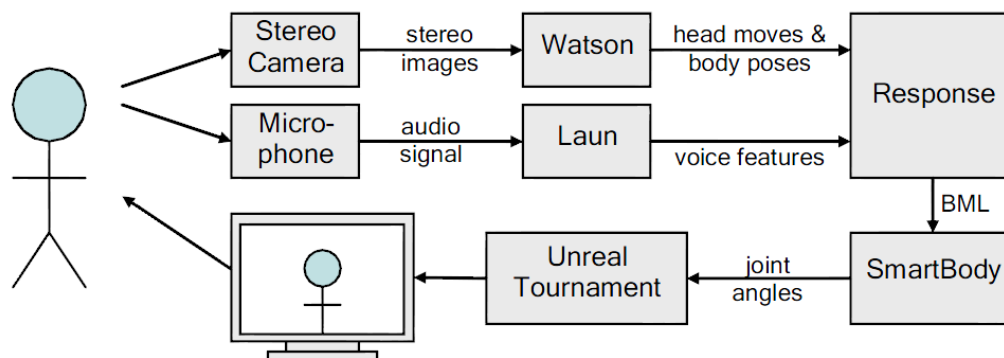 Stereo
Camera
stereo
images
Watson
head moves &
body poses
Response
Micro-
phone
audio
signal
Laun
voice features
BML
SmartBody
joint
angles
Unreal
Tournament